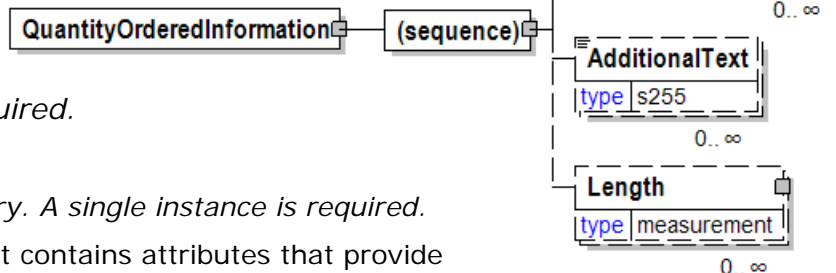 0.. ∞
QuantityOrderedInformation
(sequence)
AdditionalText
type s255
0.. ∞
Length
type measurement
0.. ∞
uired.
ry. A single instance is required.
t contains attributes that provide